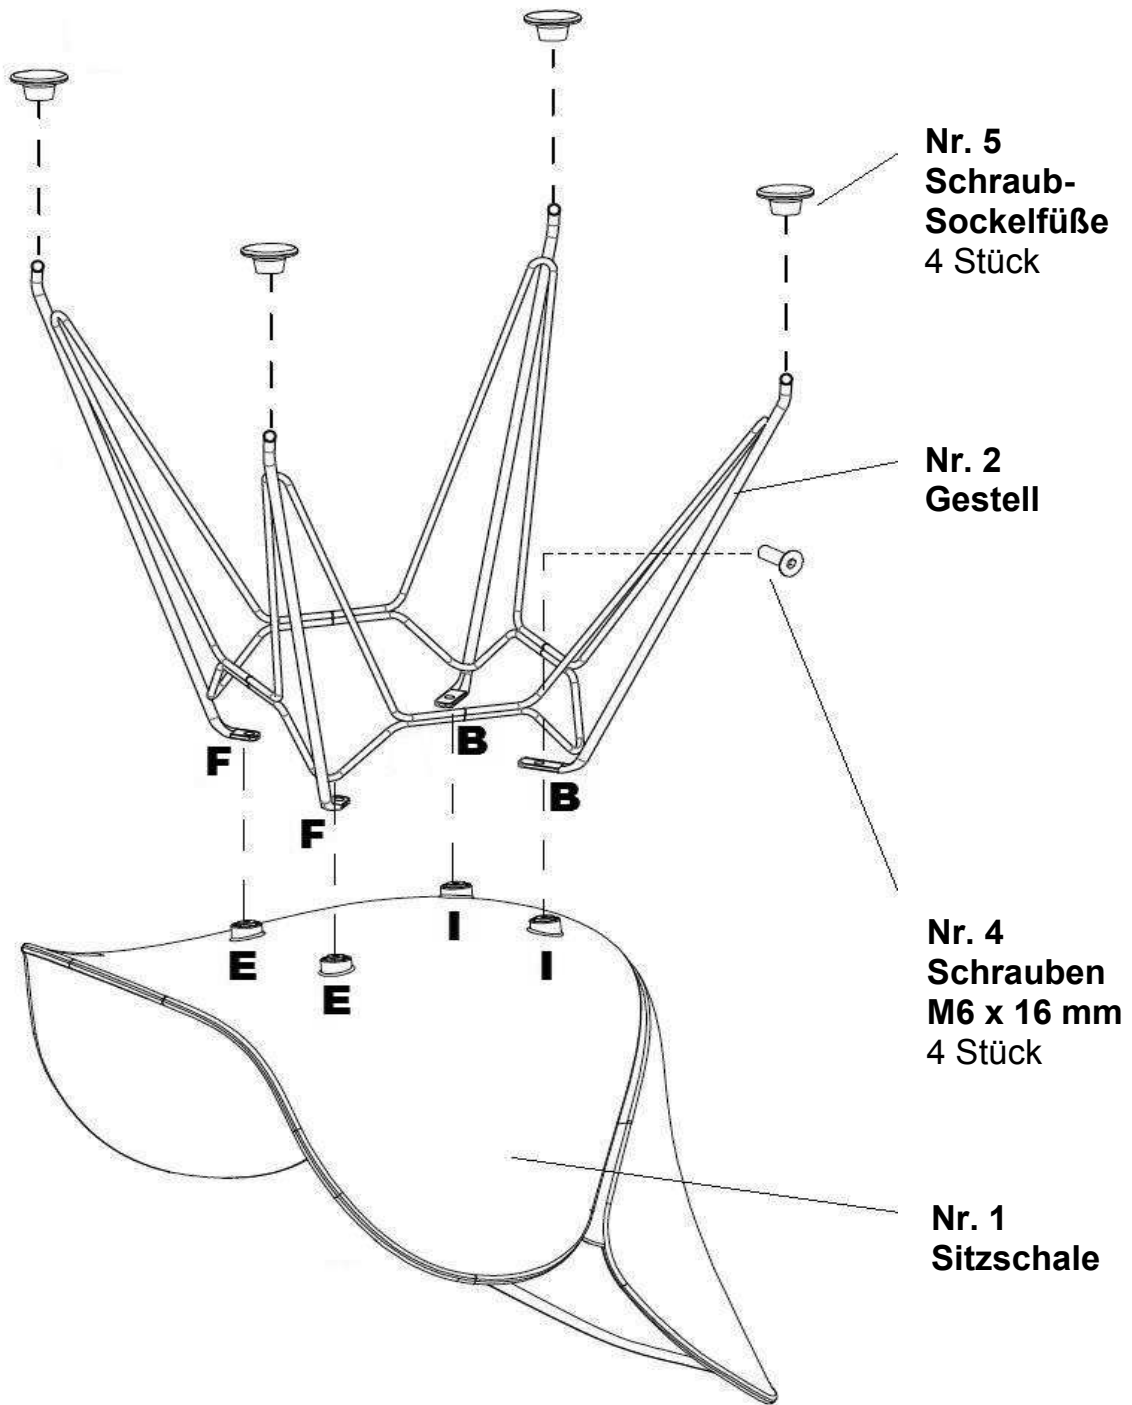 Nr. 5
Schraub-
Sockelfüße
4 Stück
Nr. 2
Gestell
F
B
B
F
I
E
I
E
Nr. 4
Schrauben
M6 x 16 mm
4 Stück
Nr. 1
Sitzschale